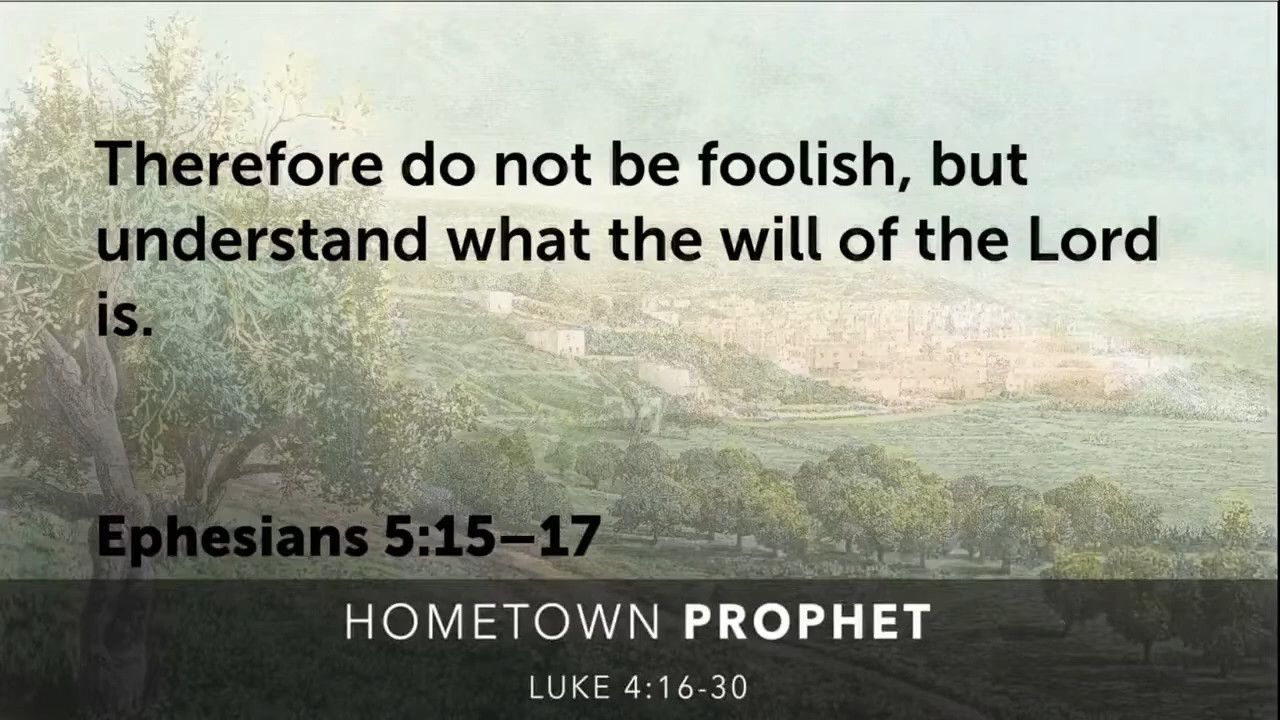 Therefore do not be foolish, but
understand what the will of the Lord
is.
Ephesians 5:15–17
HOMETOWN PROPHET
LUKE 4:16-30